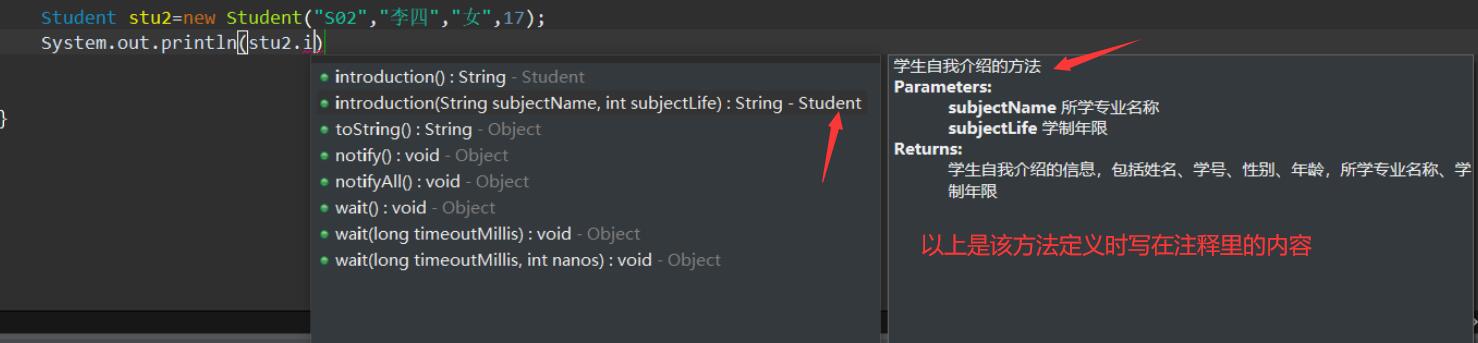 Student stu2=new Student("S02","李四","女",17);
System.out.println(stu2.i)
}
introduction() : String - Student
introduction(String subjectName, int subjectLife) : String - Student
toString() : String - Object
notify() : void - Object
notifyAll() : void - Object
wait() : void - Object
wait(long timeoutMillis) : void - Object
wait(long timeoutMillis, int nanos) : void - Object
学生自我介绍的方法
Parameters:
subjectName 所学专业名称
subjectLife 学制年限
Returns:
学生自我介绍的信息，包括姓名、学号、性别、年龄，所学专业名称、学
制年限
以上是该方法定义时写在注释里的内容